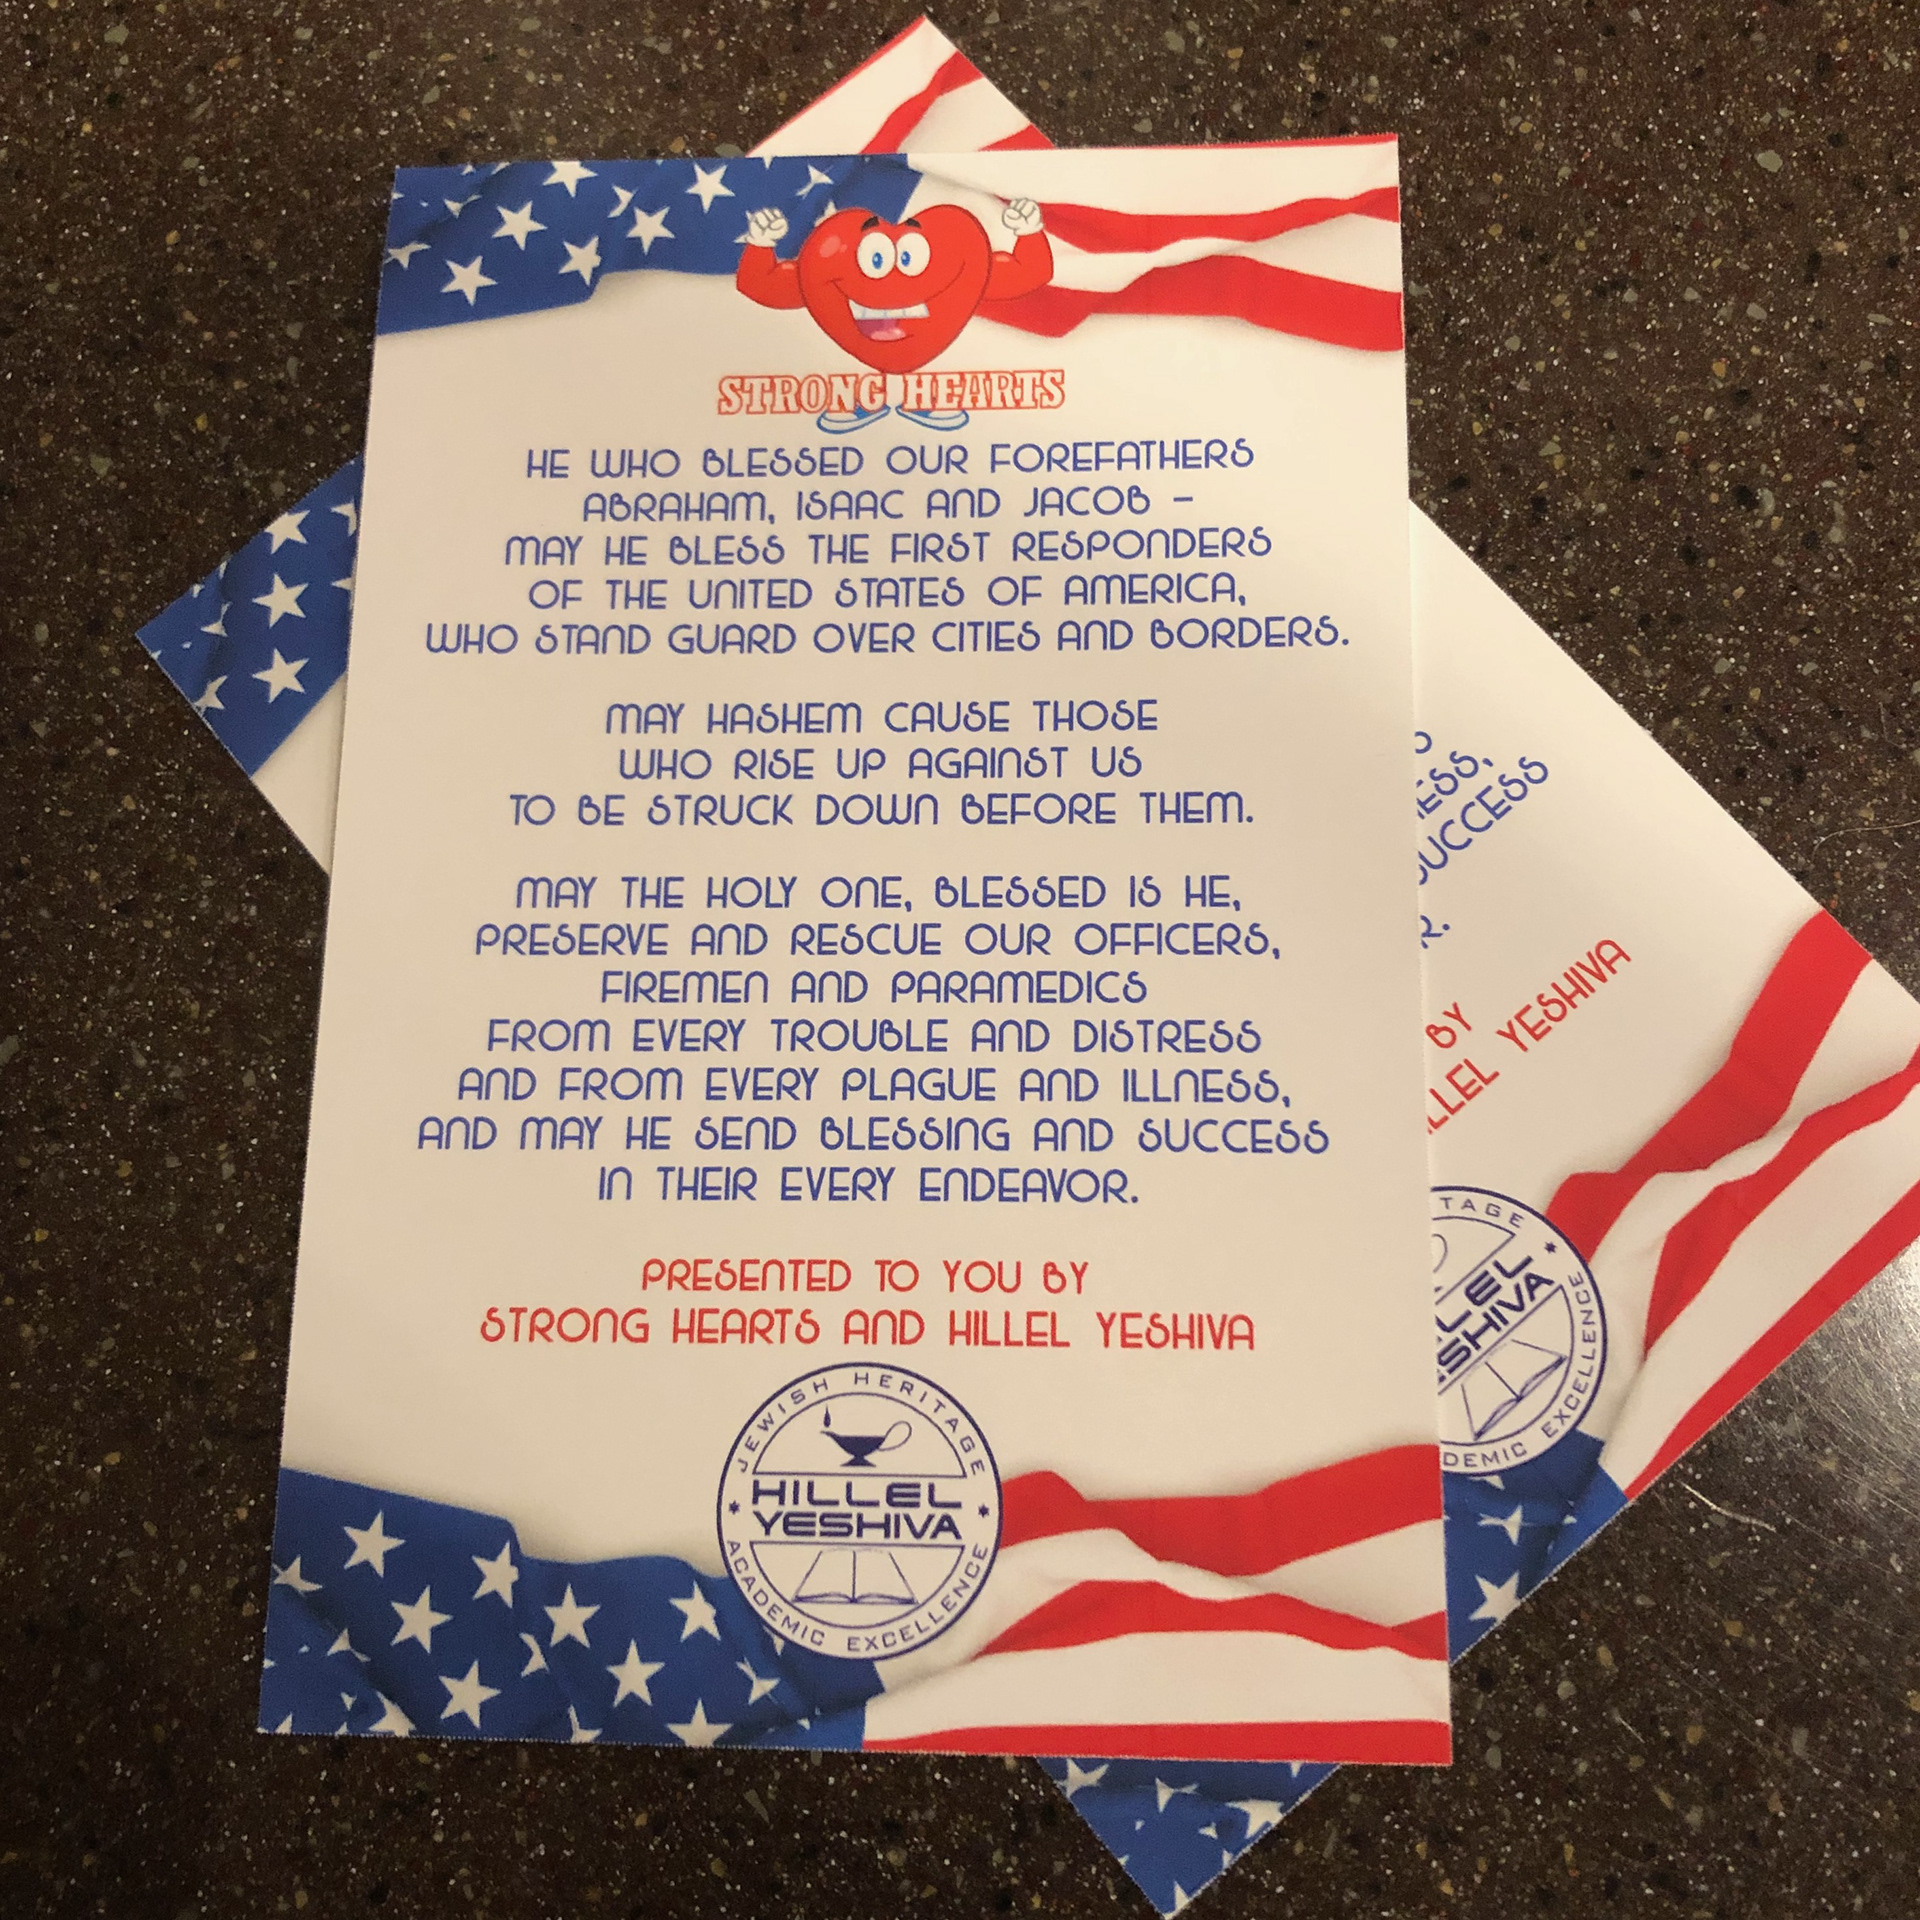 STRONG HEARTS
HE WHO BLESSED OUR FOREFATHERS
ABRAHAM, ISAAC AND JACOB –
MAY HE BLESS THE FIRST RESPONDERS
OF THE UNITED STATES OF AMERICA,
WHO STAND GUARD OVER CITIES AND BORDERS.
MAY HASHEM CAUSE THOSE
WHO RISE UP AGAINST US
TO BE STRUCK DOWN BEFORE THEM.
MAY THE HOLY ONE, BLESSED IS HE,
PRESERVE AND RESCUE OUR OFFICERS,
FIREMEN AND PARAMEDICS
FROM EVERY TROUBLE AND DISTRESS
AND FROM EVERY PLAGUE AND ILLNESS,
AND MAY HE SEND BLESSING AND SUCCESS
IN THEIR EVERY ENDEAVOR.
PRESENTED TO YOU BY
STRONG HEARTS AND HILLEL YESHIVA
JEWISH HERITAGE
HILLEL
YESHIVA
ACADEMIC EXCELLENCE
SUCCESS
BY
YESHIVA
YESHIVA
EXCELLENCE